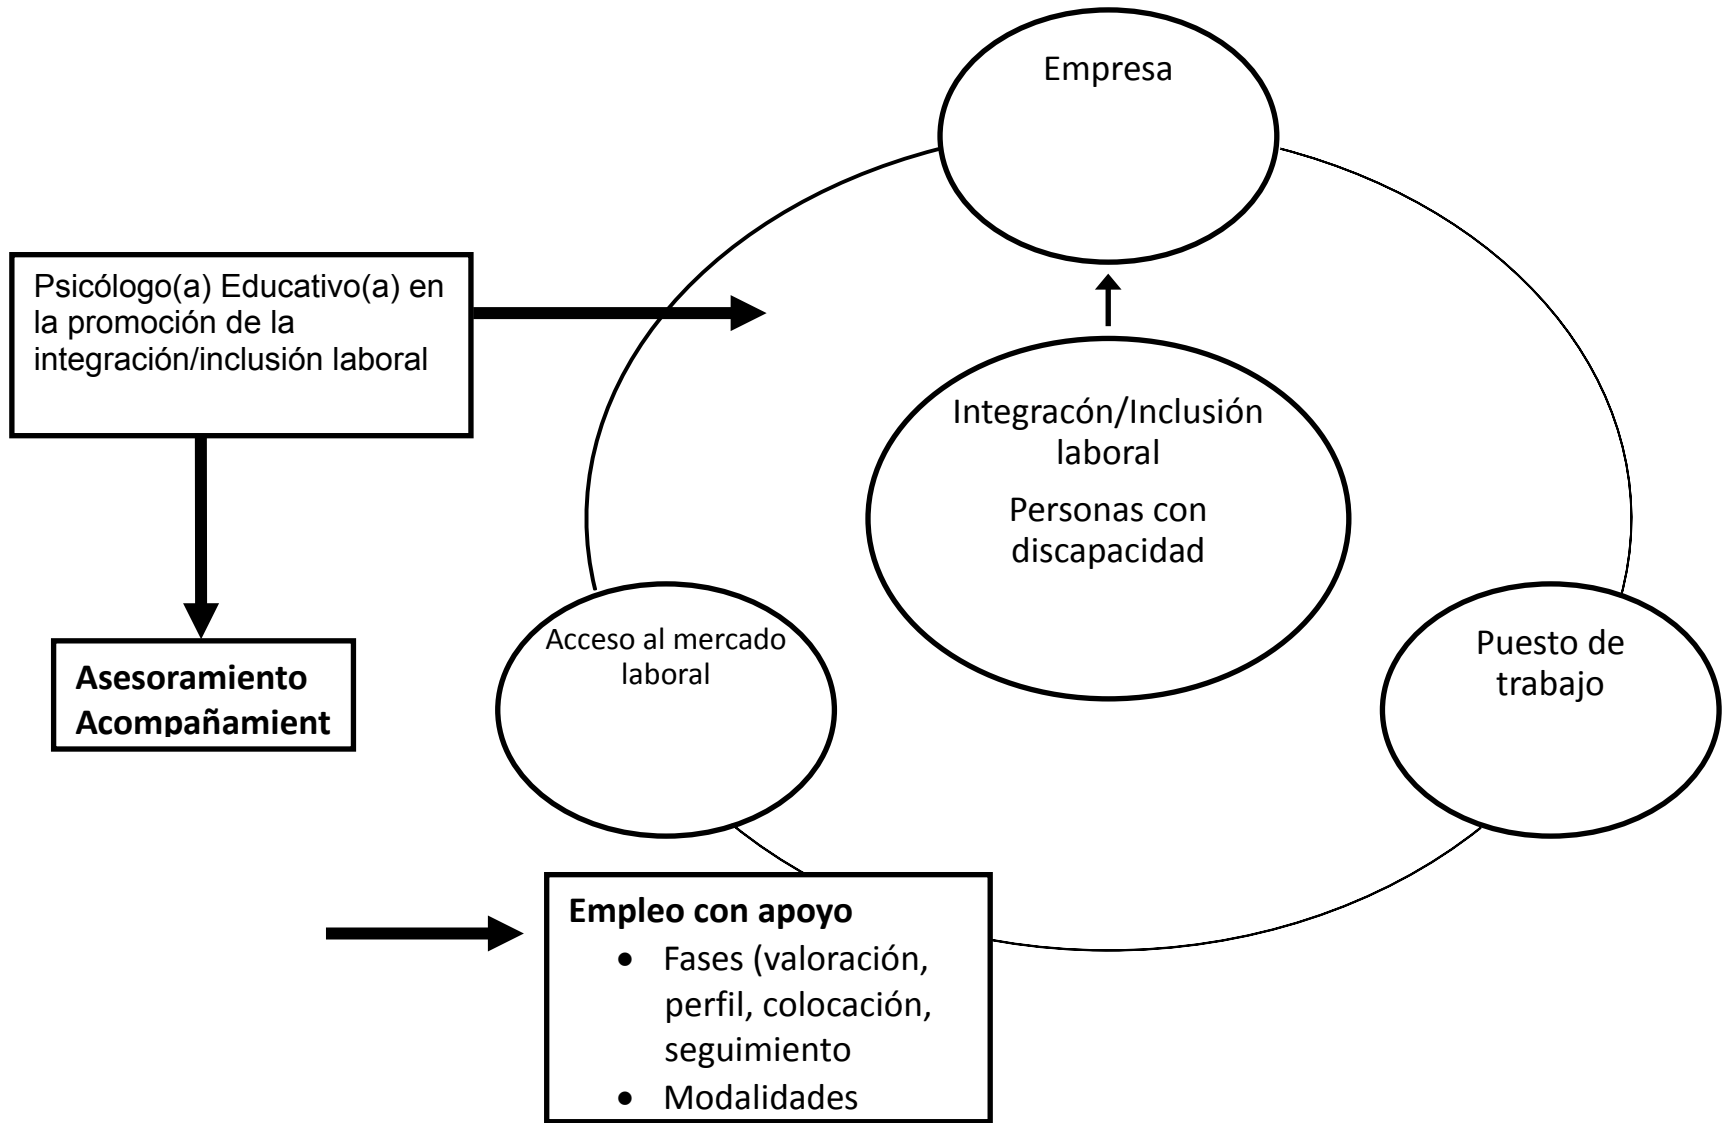 Empresa
Psicólogo(a) Educativo(a) en
la promoción de la
integración/inclusión laboral
Integracón/Inclusión
laboral
Personas con
discapacidad
Acceso al mercado
laboral
Puesto de
trabajo
Asesoramiento
Acompañamient
Empleo con apoyo
• Fases (valoración,
perfil, colocación,
seguimiento
• Modalidades